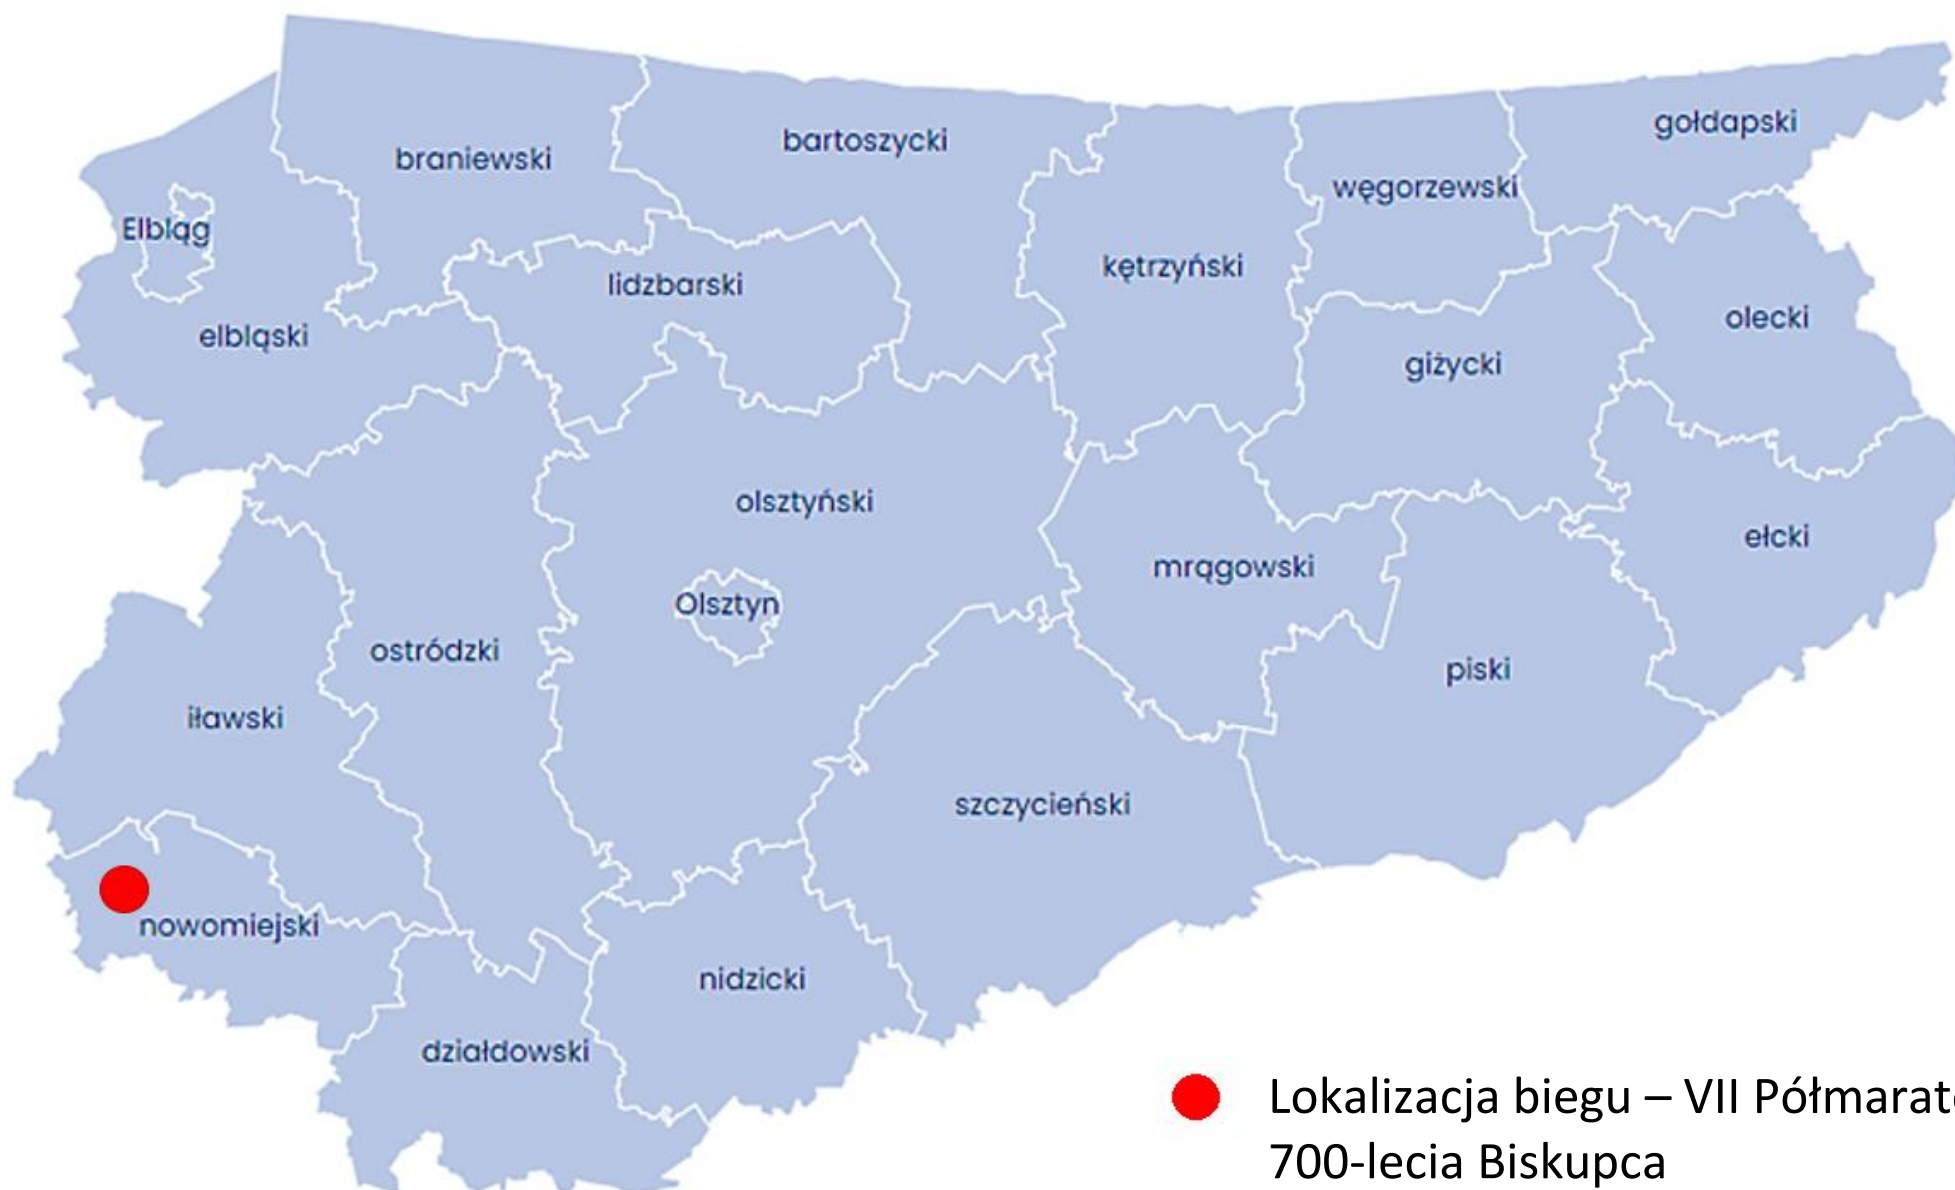 gołdapski
bartoszycki
braniewski
węgorzewski
Elbląg
kętrzyński
lidzbarski
olecki
elbląski
giżycki
olsztyński
ełcki
mrągowski
Olsztyn
ostródzki
piski
iławski
szczycieński
nowomiejski
nidzicki
działdowski
Lokalizacja biegu – VII
700-lecia Biskupca